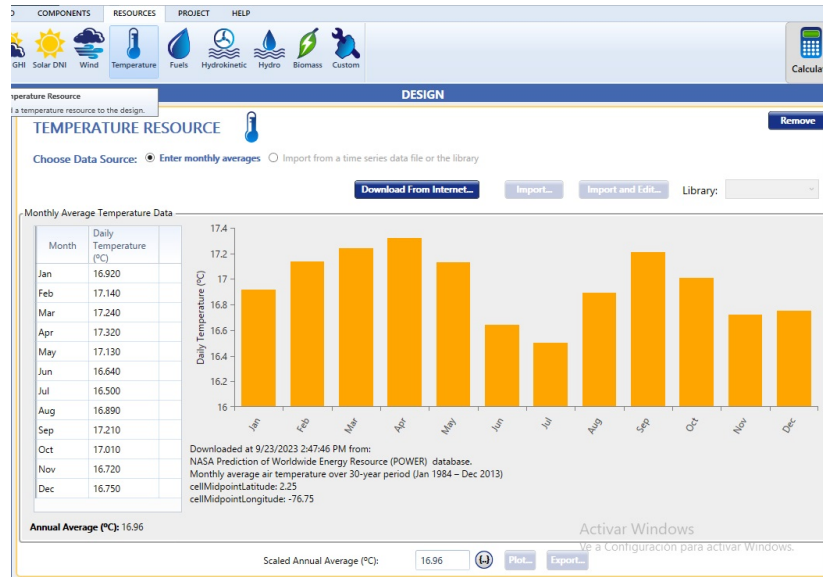 COMPONENTS RESOURCES PROJECT HELP
GHI Solar DNI Wind Temperature Fuels Hydrokinetic Hydro Biomass Custom
Resource
a temperature resource to the design.
DESIGN
TEMPERATURE RESOURCE
Remove
Choose Data Source: Enter monthly averages Import from a time series data file or the library
Download From Internet... Import... Import and Edit... Library:
Monthly Average Temperature Data
Month Daily Temperature (ºC)
Jan 16.920
Feb 17.140
Mar 17.240
Apr 17.320
May 17.130
Jun 16.640
Jul 16.500
Aug 16.890
Sep 17.210
Oct 17.010
Nov 16.720
Dec 16.750
Annual Average (ºC): 16.96
Daily Temperature (ºC)
17.4
17.2
17
16.8
16.6
16.4
16.2
16
Jan Feb Mar Apr May Jun Jul Aug Sep Oct Nov Dec
Downloaded at 9/23/2023 2:47:46 PM from:
NASA Prediction of Worldwide Energy Resource (POWER) database.
Monthly average air temperature over 30-year period (Jan 1984 – Dec 2013)
cellMidpointLatitude: 2.25
cellMidpointLongitude: -76.75
Activar Windows
Ve a Configuración para activar Windows.
Scaled Annual Average (ºC): 16.96 {..} Plot... Export...